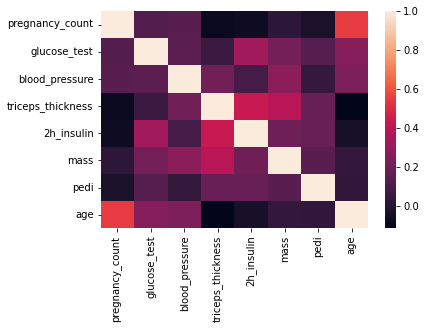 pregnancy_count
glucose_test
blood_pressure
triceps_thickness
2h_insulin
mass
pedi
age
pregnancy_count
glucose_test
blood_pressure
triceps_thickness
2h_insulin
mass
pedi
age
1.0
0.8
0.6
0.4
0.2
0.0